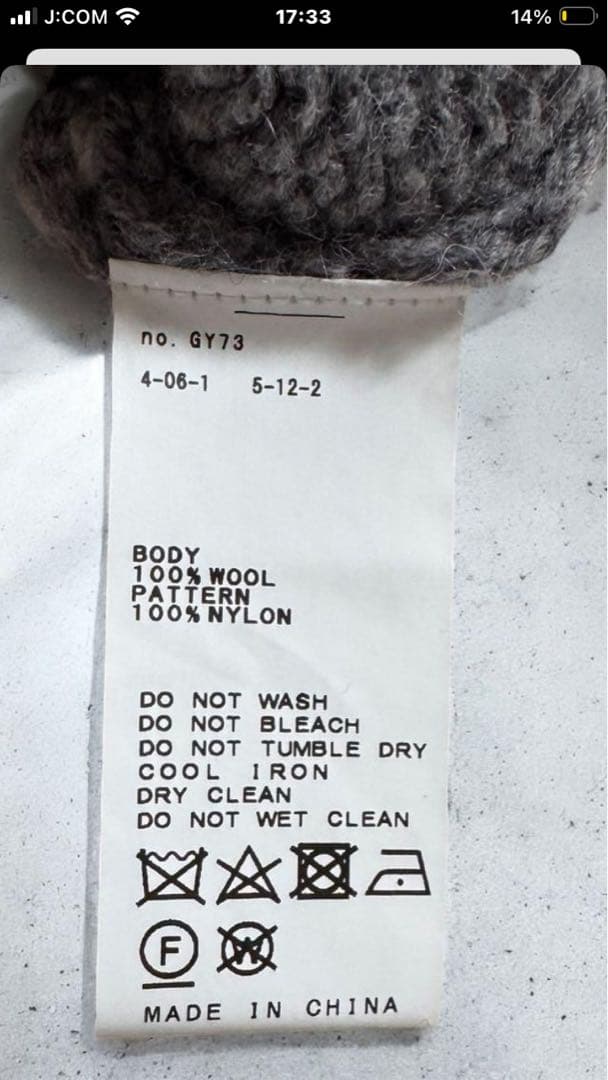 J:COM 17:33 14%
no. GY73
4-06-1 5-12-2
BODY
100% WOOL
PATTERN
100% NYLON
DO NOT WASH
DO NOT BLEACH
DO NOT TUMBLE DRY
COOL IRON
DRY CLEAN
DO NOT WET CLEAN
F W
MADE IN CHINA